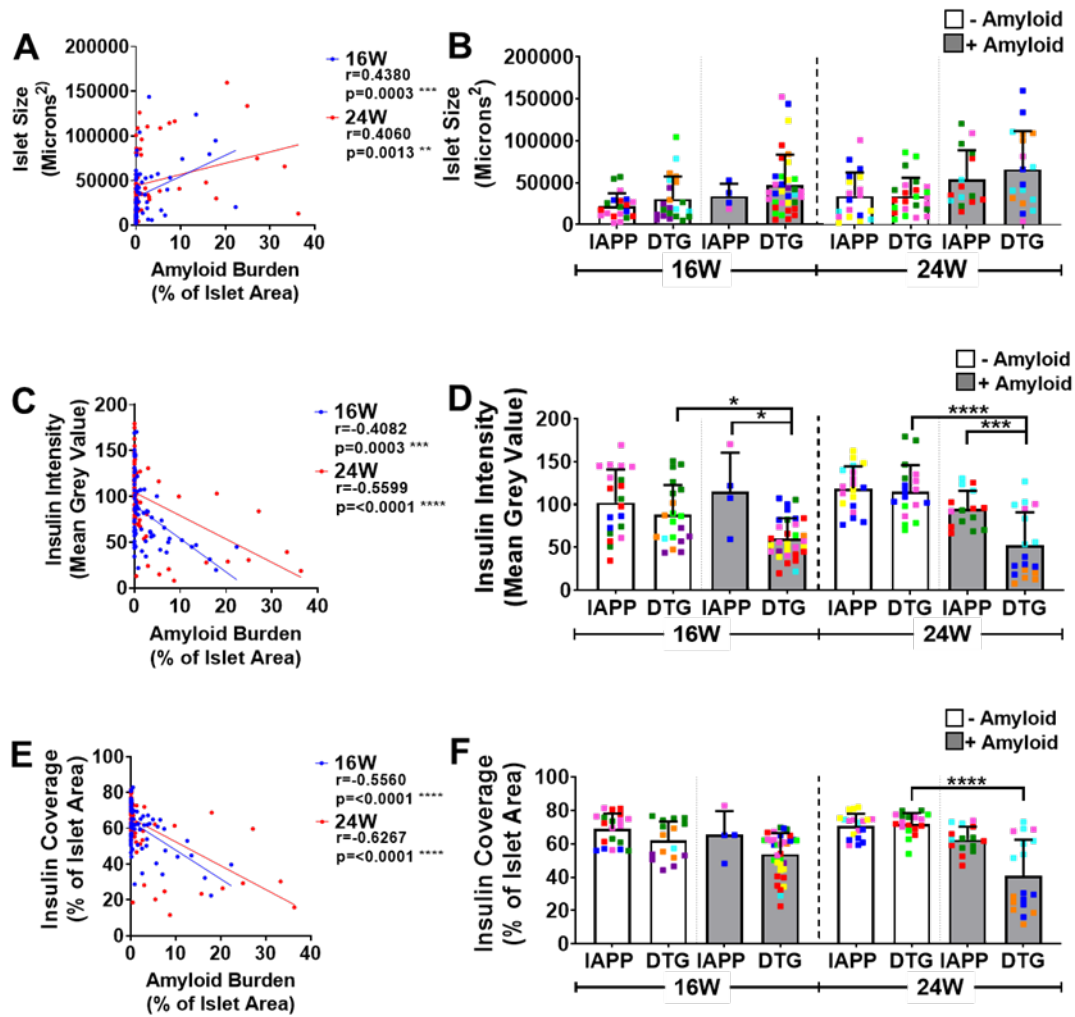 A
Islet Size
(Microns²)
200000
150000
100000
50000
0
0 10 20 30 40
Amyloid Burden
(% of Islet Area)
16W
r=0.4380
p=0.0003 ***
24W
r=0.4060
p=0.0013 **
B
- Amyloid
+ Amyloid
Islet Size
(Microns²)
200000
150000
100000
50000
0
IAPP DTG IAPP DTG IAPP DTG IAPP DTG
16W 24W
C
Insulin Intensity
(Mean Grey Value)
200
150
100
50
0
0 10 20 30 40
Amyloid Burden
(% of Islet Area)
16W
r=-0.4082
p=0.0003 ***
24W
r=-0.5599
p=<0.0001 ****
D
- Amyloid
+ Amyloid
Insulin Intensity
(Mean Grey Value)
200
150
100
50
0
* * **** ***
IAPP DTG IAPP DTG IAPP DTG IAPP DTG
16W 24W
E
Insulin Coverage
(% of Islet Area)
100
80
60
40
20
0
0 10 20 30 40
Amyloid Burden
(% of Islet Area)
16W
r=-0.5560
p=<0.0001 ****
24W
r=-0.6267
p=<0.0001 ****
F
- Amyloid
+ Amyloid
Insulin Coverage
(% of Islet Area)
100
80
60
40
20
0
****
IAPP DTG IAPP DTG IAPP DTG IAPP DTG
16W 24W